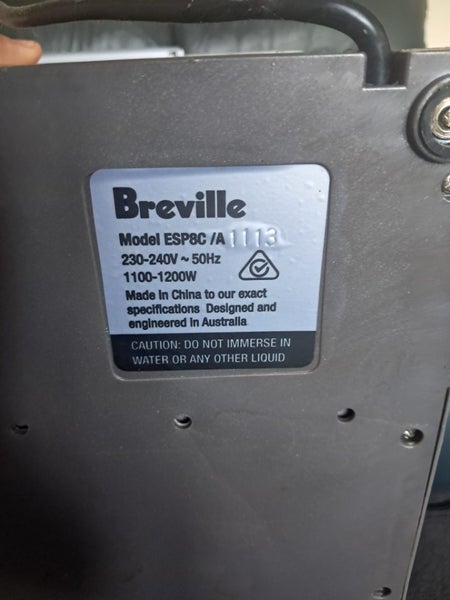 Breville
Model ESP8C /A 1113
230-240V ~ 50Hz
1100-1200W
Made in China to our exact
specifications Designed and
engineered in Australia
CAUTION: DO NOT IMMERSE IN
WATER OR ANY OTHER LIQUID